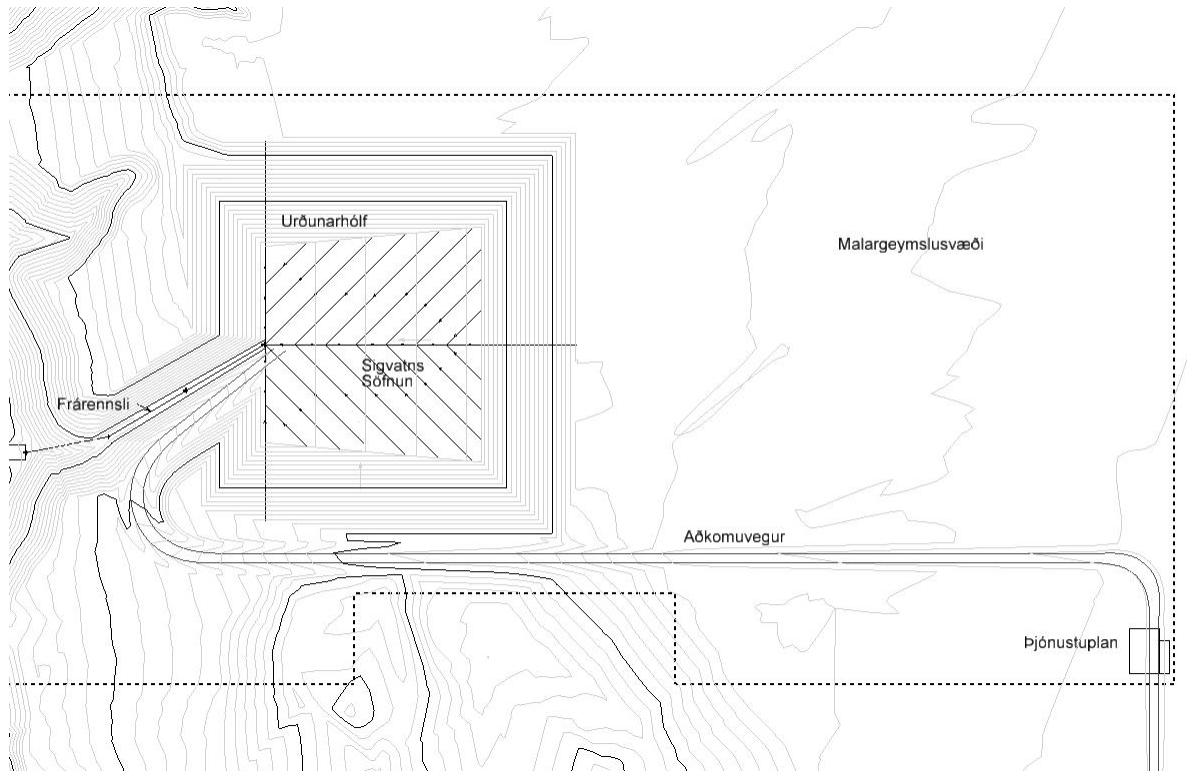 Urðunarhólf
Malargeymslusvæði
Sigvatns
Söfnun
Frárennsli
Aðkomuvegur
Þjónustuplan